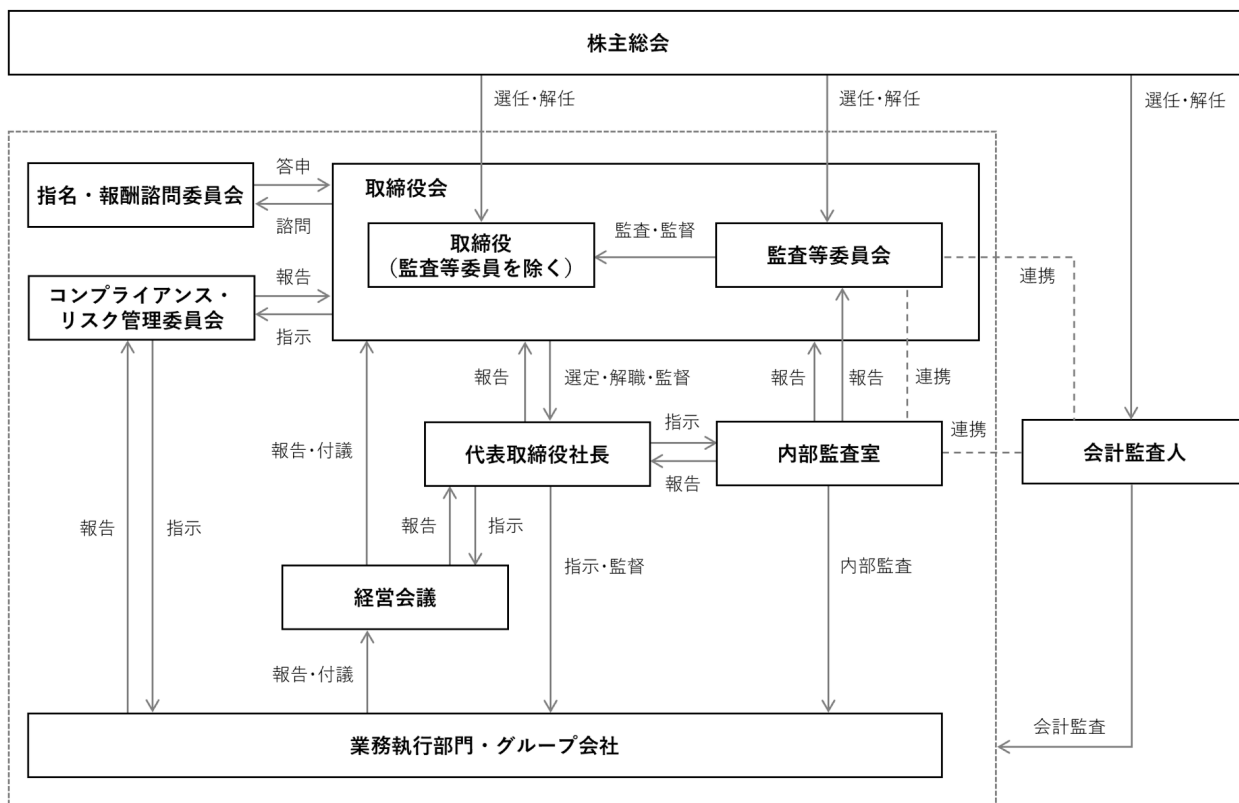 株主総会
選任・解任
選任・解任
選任・解任
指名・報酬諮問委員会
答申
諮問
取締役会
取締役
(監査等委員を除く)
監査・監督
監査等委員会
連携
コンプライアンス・
リスク管理委員会
報告
指示
報告
選定・解職・監督
報告
報告
連携
報告・付議
代表取締役社長
指示
報告
内部監査室
連携
会計監査人
報告
指示
報告
指示
指示・監督
内部監査
経営会議
報告・付議
業務執行部門・グループ会社
会計監査